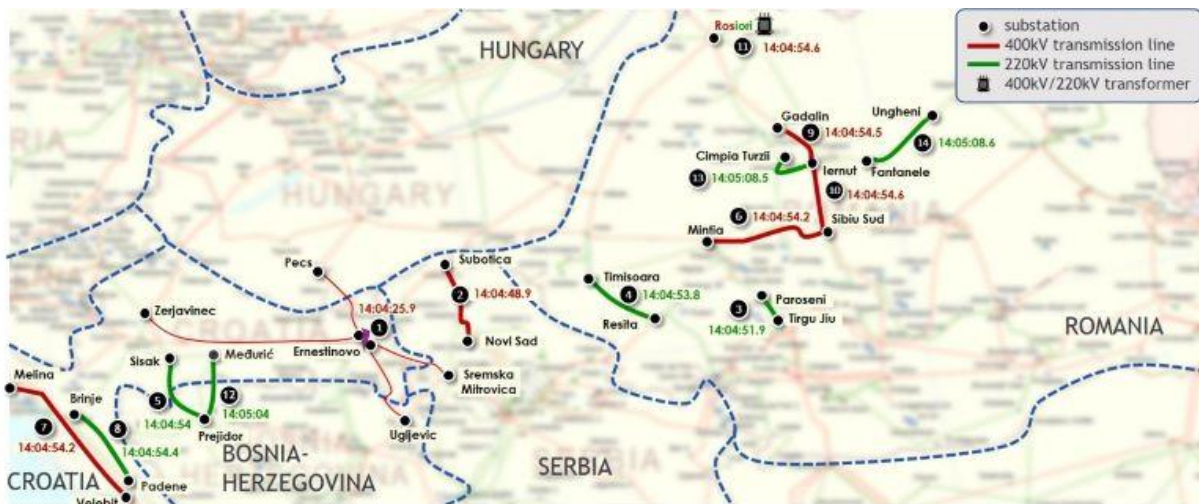 HUNGARY
Rosiori
11
14:04:54.6
substation
400kV transmission line
220kV transmission line
400kV/220kV transformer
Gadalin
9
14:04:54.5
Ungheni
14
14:05:08.6
Cimpia Turzii
13
14:05:08.5
Iernut
Fantanele
10
14:04:54.6
HUNGARY
6
14:04:54.2
Mintia
Sibiu Sud
Pecs
Subotica
2
14:04:48.9
Novi Sad
Timisoara
4
14:04:53.8
Resita
3
14:04:51.9
Paroseni
Tirgu Jiu
ROMANIA
Zerjavinec
14:04:25.9
1
CROATIA
Ernestinovo
Sisak
Međurić
Sremska
Mitrovica
Melina
Brinje
5
14:04:54
12
14:05:04
Prejidor
Ugljevic
7
14:04:54.2
8
14:04:54.4
BOSNIA-
HERZEGOVINA
SERBIA
SERBIA
CROATIA
Padene
Velebit